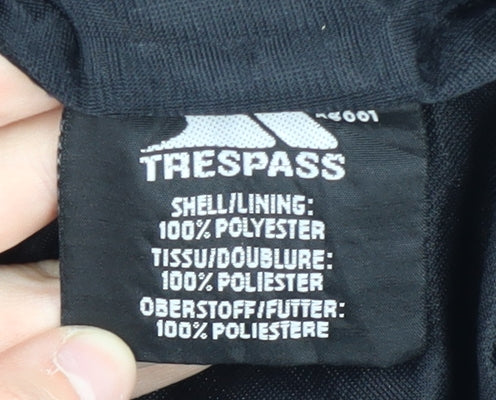 TRESPASS
SHELL/LINING:
100% POLYESTER
TISSU/DOUBLURE:
100% POLIESTER
OBERSTOFF/FUTTER:
100% POLIESTERE